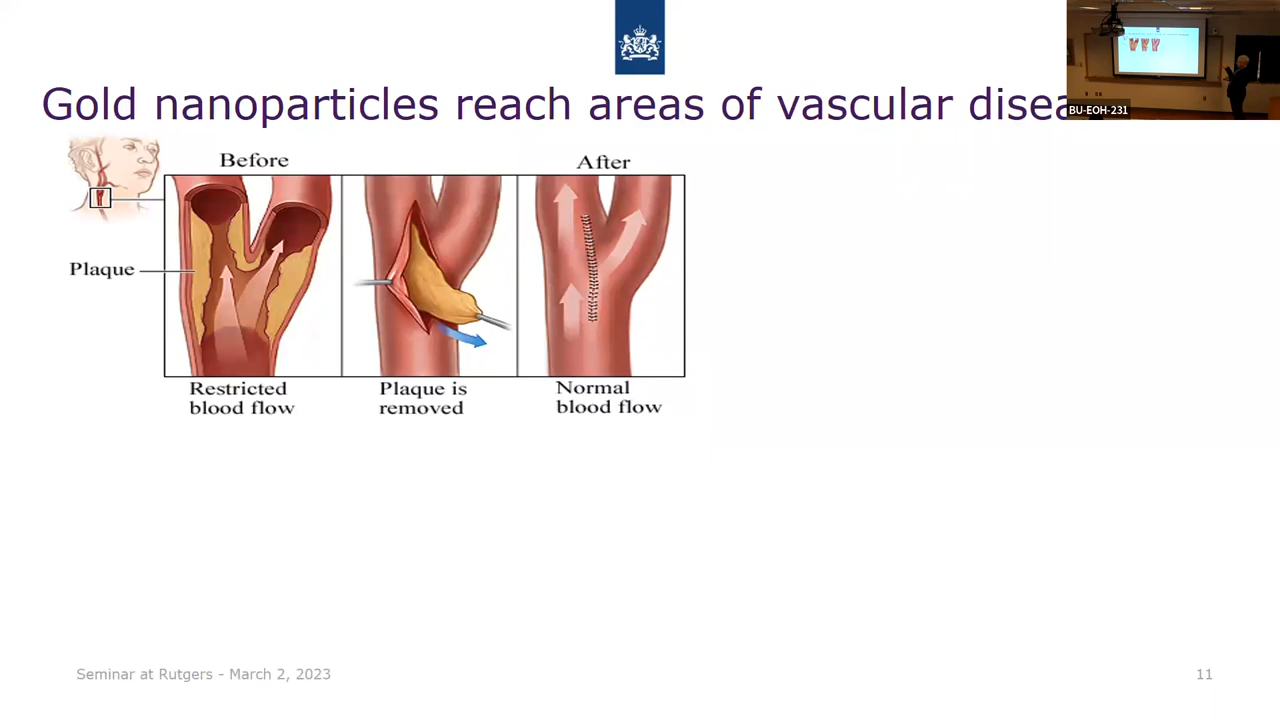 Gold nanoparticles reach areas of vascular disea
BU-EOH-231
Before
After
Plaque
Restricted
blood flow
Plaque is
removed
Normal
blood flow
Seminar at Rutgers - March 2, 2023
11